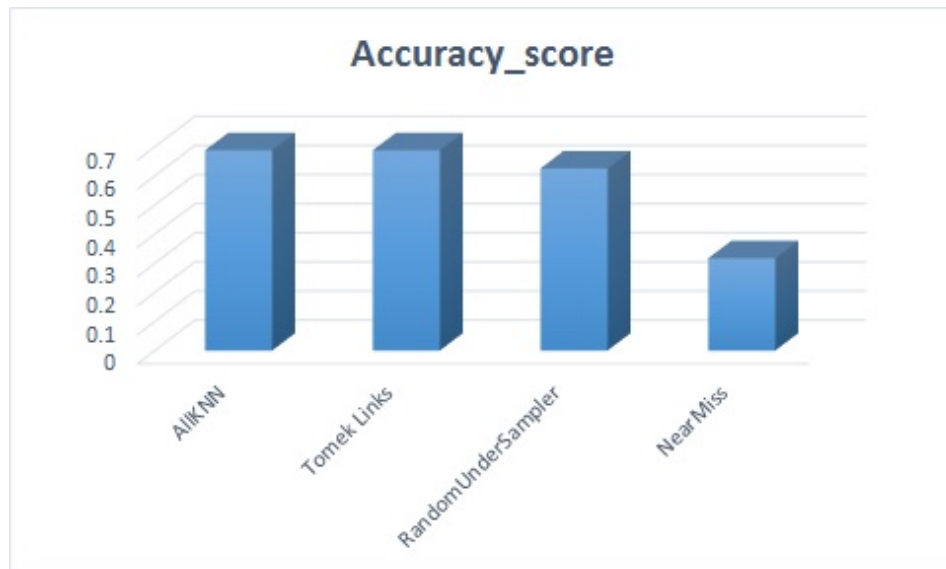 Accuracy_score
0.7
0.6
0.5
0.4
0.3
0.2
0.1
0
AllKNN
Tomek Links
RandomUnderSampler
NearMiss